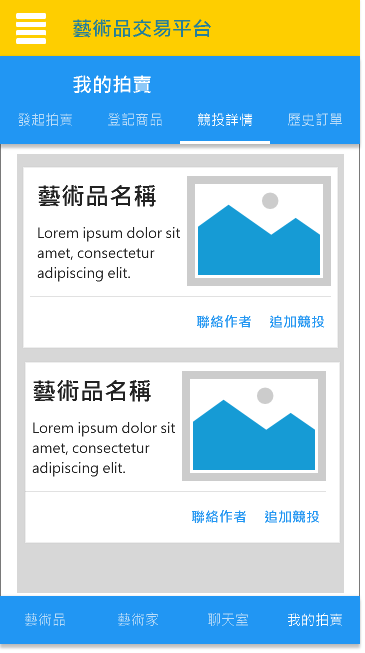 藝術品交易平台
我的拍賣
發起拍賣 登記商品 競投詳情 歷史訂單
藝術品名稱
Lorem ipsum dolor sit
amet, consectetur
adipiscing elit.
聯絡作者 追加競投
藝術品名稱
Lorem ipsum dolor sit
amet, consectetur
adipiscing elit.
聯絡作者 追加競投
藝術品 藝術家 聊天室 我的拍賣